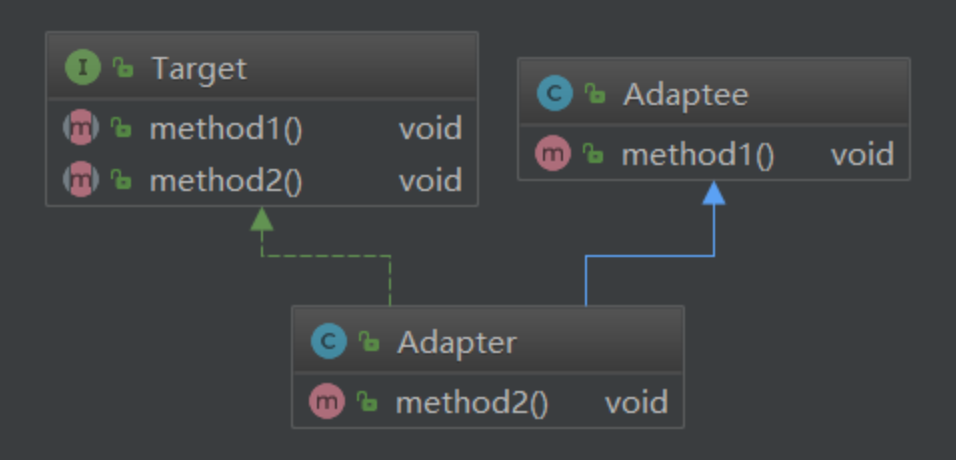 I Target
m method1() void
m method2() void
C Adaptee
m method1() void
C Adapter
m method2() void